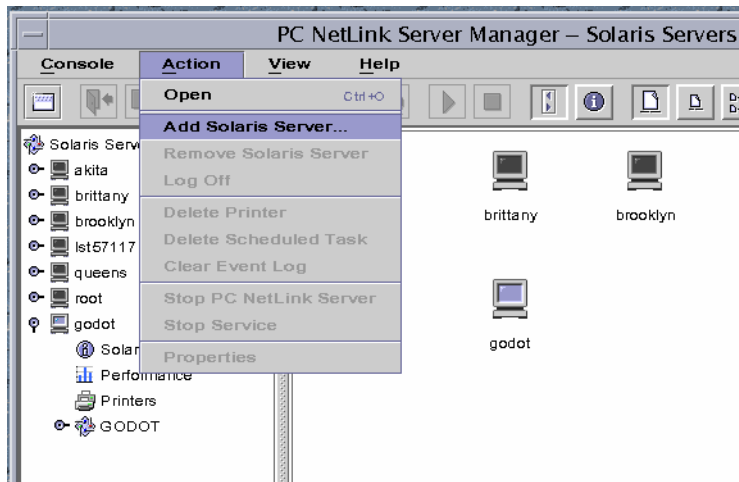 PC NetLink Server Manager – Solaris Servers
Console Action View Help
Open Ctrl+O
Add Solaris Server...
Remove Solaris Server
Log Off
Delete Printer
Delete Scheduled Task
Clear Event Log
Stop PC NetLink Server
Stop Service
Properties
Solaris Serv
akita
brittany
brooklyn
lst57117
queens
root
godot
Solar
Performance
Printers
GODOT
brittany brooklyn
godot